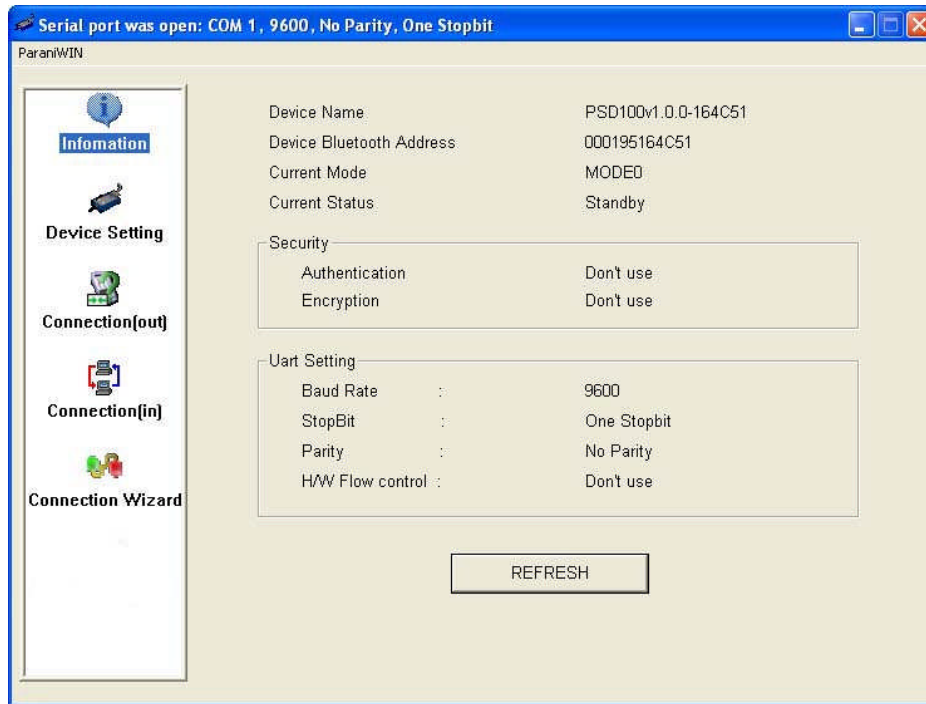 Serial port was open: COM 1, 9600, No Parity, One Stopbit
ParaniWIN
Infomation
Device Setting
Connection(out)
Connection(in)
Connection Wizard
Device Name PSD100v1.0.0-164C51
Device Bluetooth Address 000195164C51
Current Mode MODE0
Current Status Standby
Security
Authentication Don't use
Encryption Don't use
Uart Setting
Baud Rate : 9600
StopBit : One Stopbit
Parity : No Parity
H/W Flow control : Don't use
REFRESH